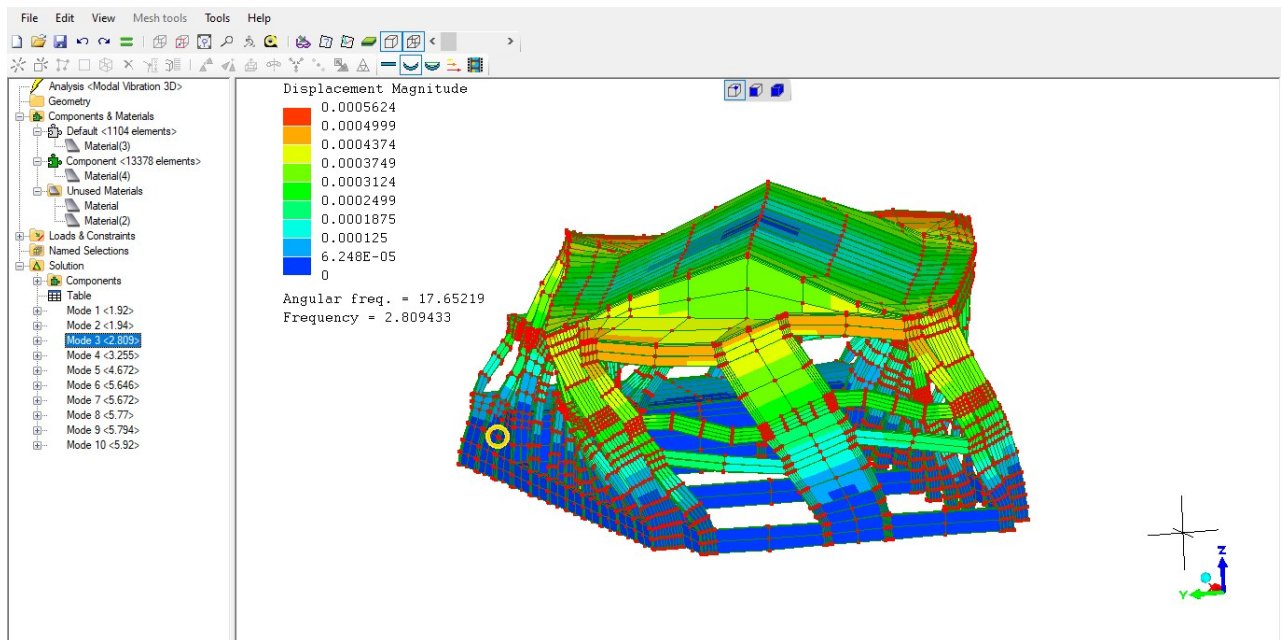 File Edit View Mesh tools Tools Help
Analysis <Modal Vibration 3D>
Geometry
Components & Materials
Default <1104 elements>
Material(3)
Component <13378 elements>
Material(4)
Unused Materials
Material
Material(2)
Loads & Constraints
Named Selections
Solution
Components
Table
Mode 1 <1.92>
Mode 2 <1.94>
Mode 3 <2.809>
Mode 4 <3.255>
Mode 5 <4.672>
Mode 6 <5.646>
Mode 7 <5.672>
Mode 8 <5.77>
Mode 9 <5.794>
Mode 10 <5.92>
Displacement Magnitude
0.0005624
0.0004999
0.0004374
0.0003749
0.0003124
0.0002499
0.0001875
0.000125
6.248E-05
0
Angular freq. = 17.65219
Frequency = 2.809433
Z
Y